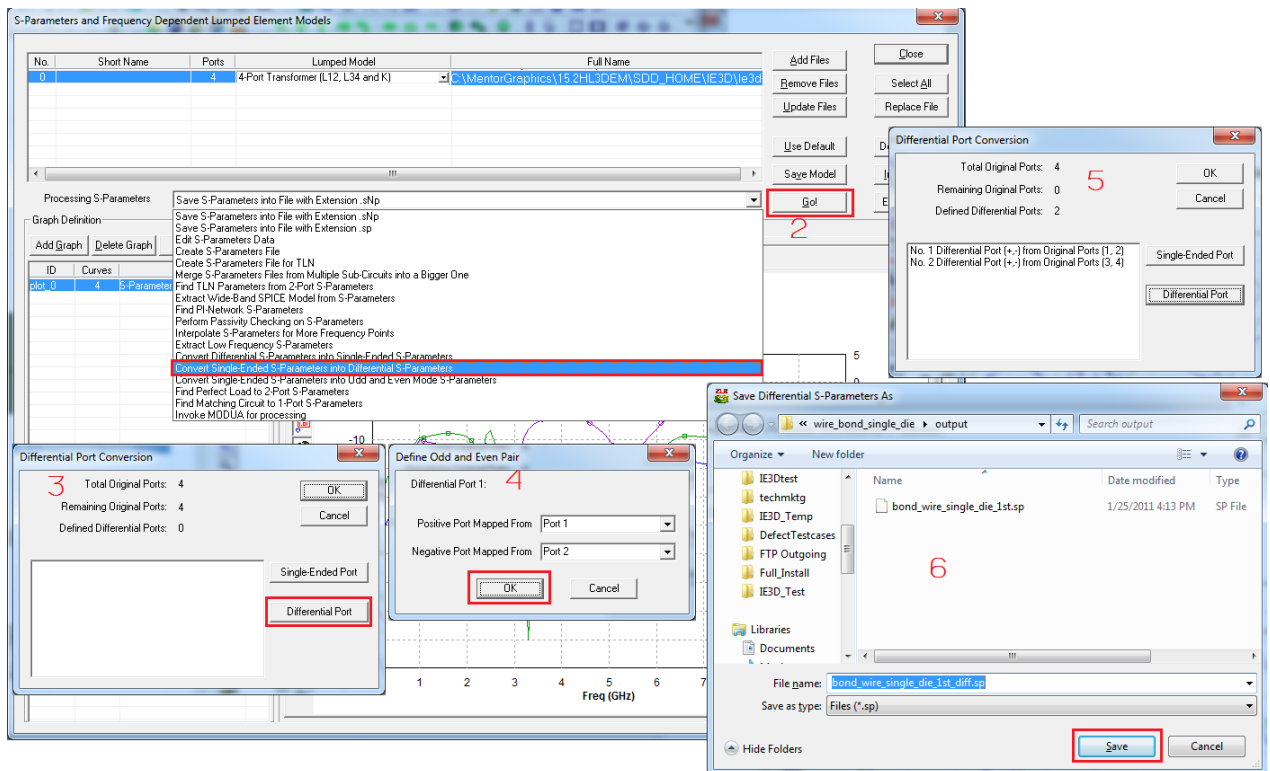 S-Parameters and Frequency Dependent Lumped Element Models
No. Short Name Ports Lumped Model Full Name
0 4 4-Port Transformer (L12, L34 and K) C:\MentorGraphics\15.2HL3DEM\SDD_HOME\IE3D\Ie3d
Add Files Close
Remove Files Select All
Update Files Replace File
Use Default
Save Model
Processing S-Parameters Save S-Parameters into File with Extension .sNp Go!
2
Save S-Parameters into File with Extension .sNp
Save S-Parameters into File with Extension .sp
Edit S-Parameters Data
Create S-Parameters File
Create S-Parameters File for TLN
Merge S-Parameters Files from Multiple Sub-Circuits into a Bigger One
Find TLN Parameters from 2-Port S-Parameters
Extract Wide-Band SPICE Model from S-Parameters
Find PI-Network S-Parameters
Perform Passivity Checking on S-Parameters
Interpolate S-Parameters for More Frequency Points
Extract Low Frequency S-Parameters
Convert Differential S-Parameters into Single-Ended S-Parameters
Convert Single-Ended S-Parameters into Differential S-Parameters
Convert Single-Ended S-Parameters into Odd and Even Mode S-Parameters
Find Perfect Load to 2-Port S-Parameters
Find Matching Circuit to 1-Port S-Parameters
Invoke MODUA for processing
Graph Definition
Add Graph Delete Graph
ID Curves
plot_0 4 S-Parameter
5
-10
1 2 3 4 5 6 7
Freq (GHz)
Differential Port Conversion
3
Total Original Ports: 4
Remaining Original Ports: 4
Defined Differential Ports: 0
OK
Cancel
Single-Ended Port
Differential Port
Define Odd and Even Pair
4
Differential Port 1:
Positive Port Mapped From Port 1
Negative Port Mapped From Port 2
OK Cancel
Differential Port Conversion
5
Total Original Ports: 4
Remaining Original Ports: 0
Defined Differential Ports: 2
OK
Cancel
No. 1 Differential Port (+,-) from Original Ports (1, 2)
No. 2 Differential Port (+,-) from Original Ports (3, 4)
Single-Ended Port
Differential Port
Save Differential S-Parameters As
« wire_bond_single_die output Search output
Organize New folder
IE3Dtest
techmktg
IE3D_Temp
DefectTestcases
FTP Outgoing
Full_Install
IE3D_Test
Libraries
Documents
Name Date modified Type
bond_wire_single_die_1st.sp 1/25/2011 4:13 PM SP File
6
File name: bond_wire_single_die_1st_diff.sp
Save as type: Files (*.sp)
Hide Folders Save Cancel